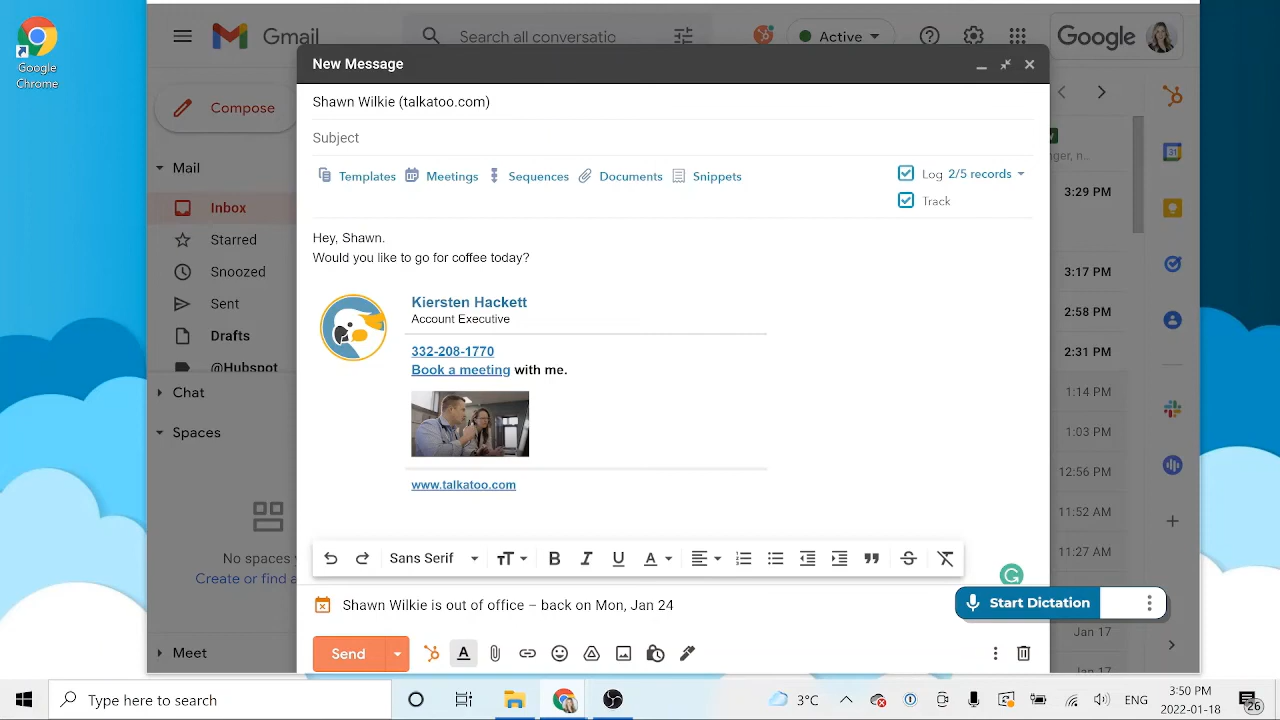 Google
Chrome
Gmail
Search all conversatio
Active
Google
Compose
New Message
Shawn Wilkie (talkatoo.com)
Subject
Templates Meetings Sequences Documents Snippets
Log 2/5 records
Track
Mail
Inbox
Starred
Snoozed
Sent
Drafts
@Hubspot
Chat
Spaces
No spaces
Create or find a
Meet
Hey, Shawn.
Would you like to go for coffee today?
Kiersten Hackett
Account Executive
332-208-1770
Book a meeting with me.
www.talkatoo.com
Sans Serif
Shawn Wilkie is out of office – back on Mon, Jan 24
Start Dictation
Send
nger, n...
3:29 PM
3:17 PM
2:58 PM
2:31 PM
1:14 PM
1:03 PM
12:56 PM
11:52 AM
11:27 AM
Jan 17
Jan 17
31
Type here to search
3°C
ENG
3:50 PM
2022-01-18
26